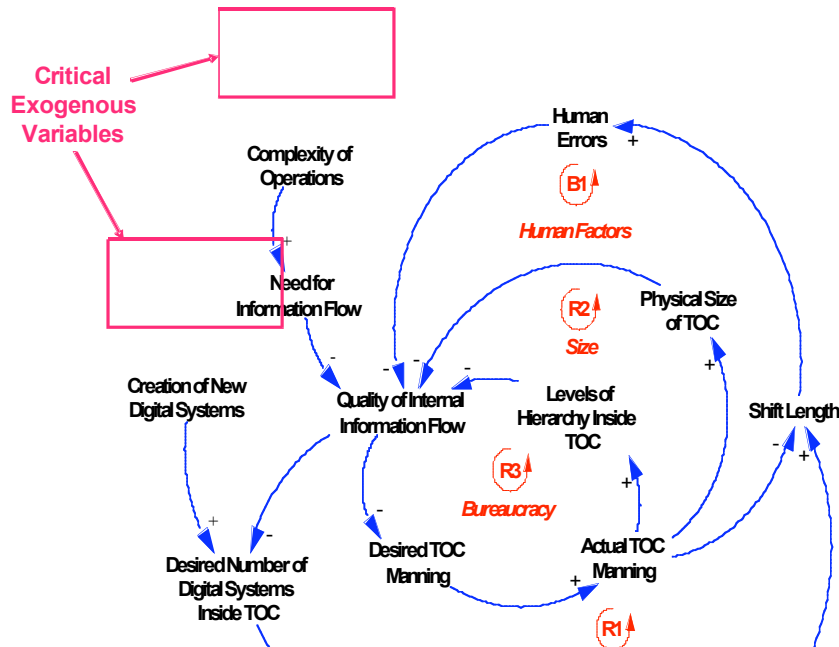 Critical
Exogenous
Variables
Human
Errors
+
B1
Human Factors
Complexity of
Operations
+
Need for
Information Flow
-
R2
Size
Physical Size
of TOC
+
Creation of New
Digital Systems
+
-
-
-
Quality of Internal
Information Flow
Levels of
Hierarchy Inside
TOC
+
Shift Length
-
+
R3
Bureaucracy
-
-
Desired Number of
Digital Systems
Inside TOC
Desired TOC
Manning
+
Actual TOC
Manning
R1